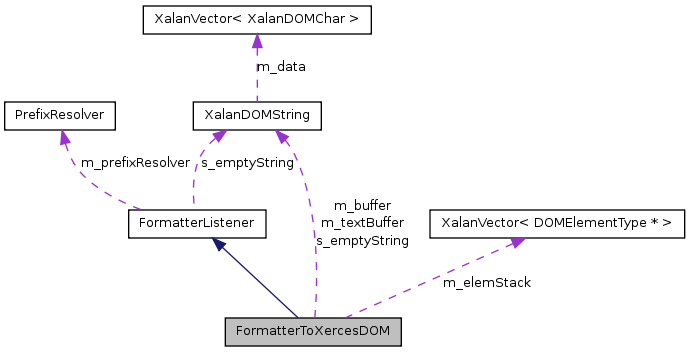 XalanVector< XalanDOMChar >
m_data
PrefixResolver
XalanDOMString
m_prefixResolver
s_emptyString
m_buffer
m_textBuffer
s_emptyString
FormatterListener
XalanVector< DOMElementType * >
m_elemStack
FormatterToXercesDOM